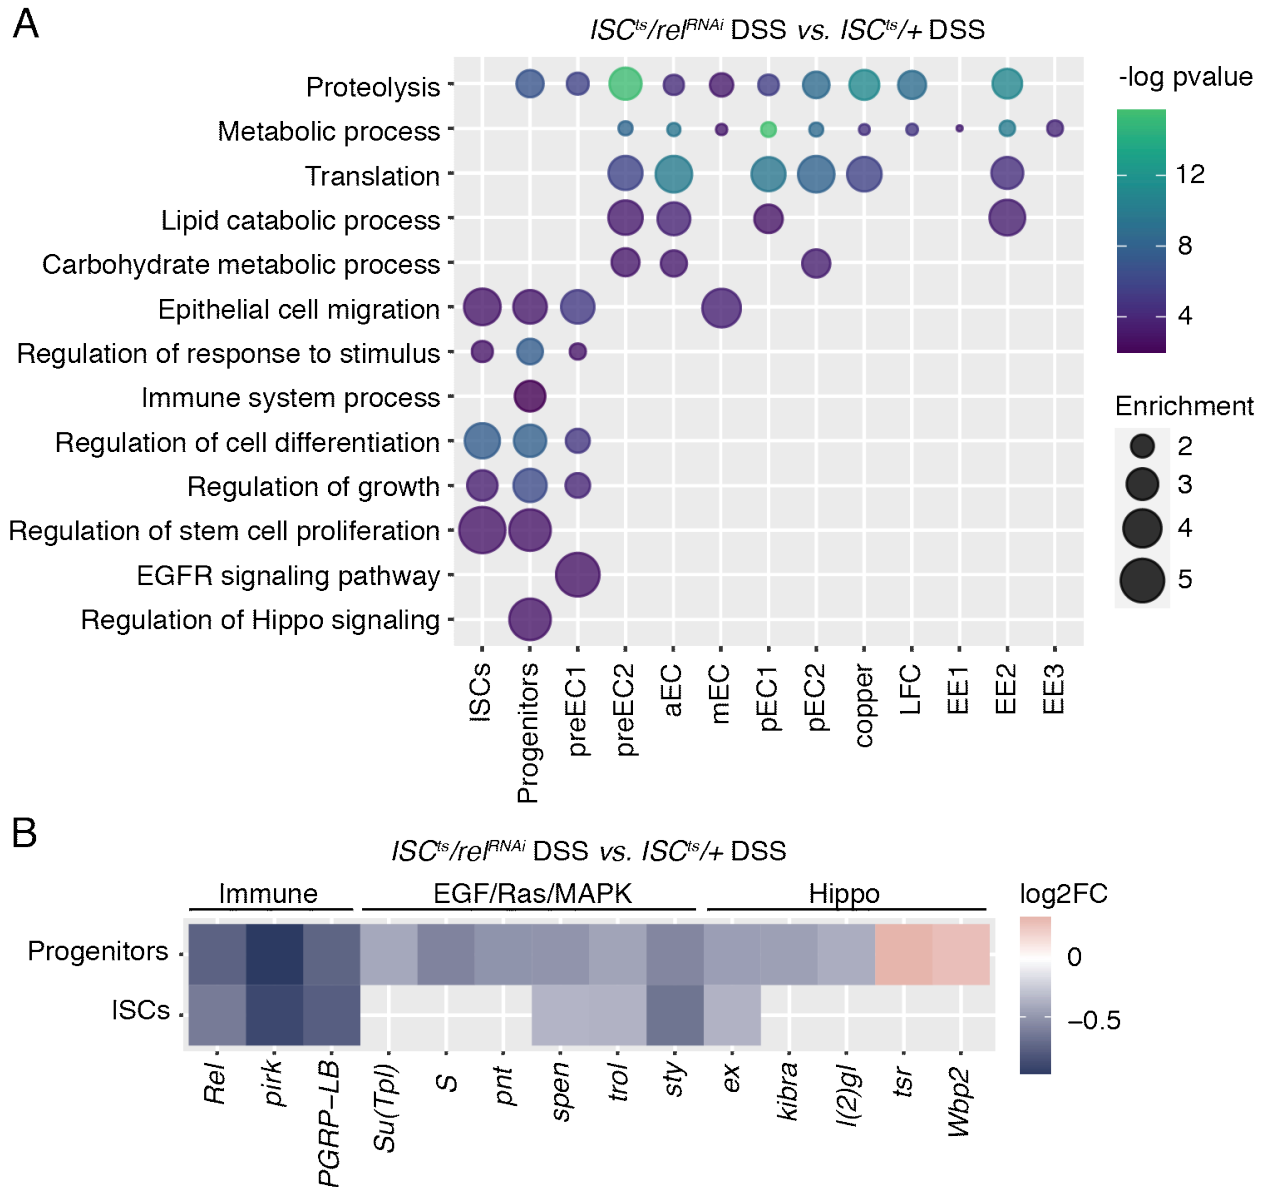 A
ISCts/relRNAi DSS vs. ISCts/+ DSS
Proteolysis
Metabolic process
Translation
Lipid catabolic process
Carbohydrate metabolic process
Epithelial cell migration
Regulation of response to stimulus
Immune system process
Regulation of cell differentiation
Regulation of growth
Regulation of stem cell proliferation
EGFR signaling pathway
Regulation of Hippo signaling
ISCs
Progenitors
preEC1
preEC2
aEC
mEC
pEC1
pEC2
copper
LFC
EE1
EE2
EE3
-log pvalue
12
8
4
Enrichment
2
3
4
5
B
ISCts/relRNAi DSS vs. ISCts/+ DSS
Immune EGF/Ras/MAPK Hippo
Progenitors
ISCs
Rel
pirk
PGRP−LB
Su(Tpl)
S
pnt
spen
trol
sty
ex
kibra
l(2)gl
tsr
Wbp2
log2FC
0
−0.5